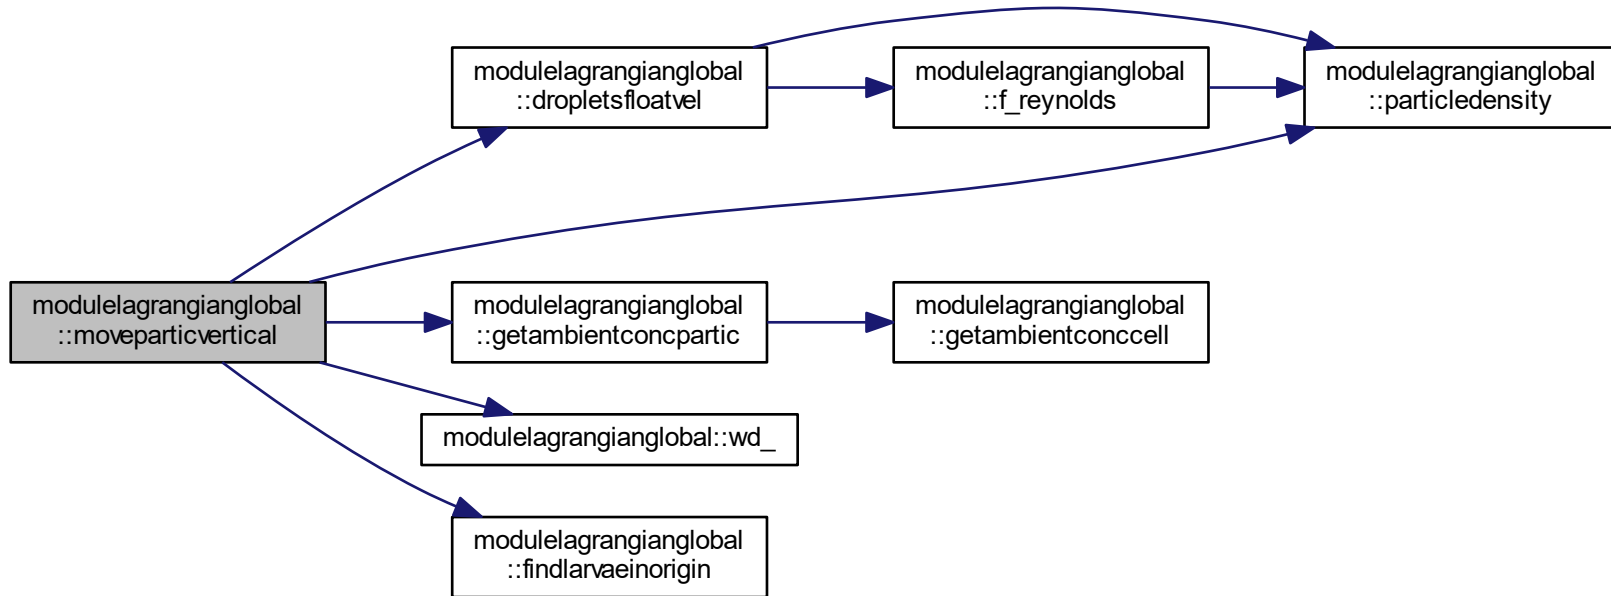 modulelagrangianglobal
::dropletsfloatvel
modulelagrangianglobal
::f_reynolds
modulelagrangianglobal
::particledensity
modulelagrangianglobal
::moveparticvertical
modulelagrangianglobal
::getambientconcpartic
modulelagrangianglobal
::getambientconccell
modulelagrangianglobal::wd_
modulelagrangianglobal
::findlarvaeinorigin